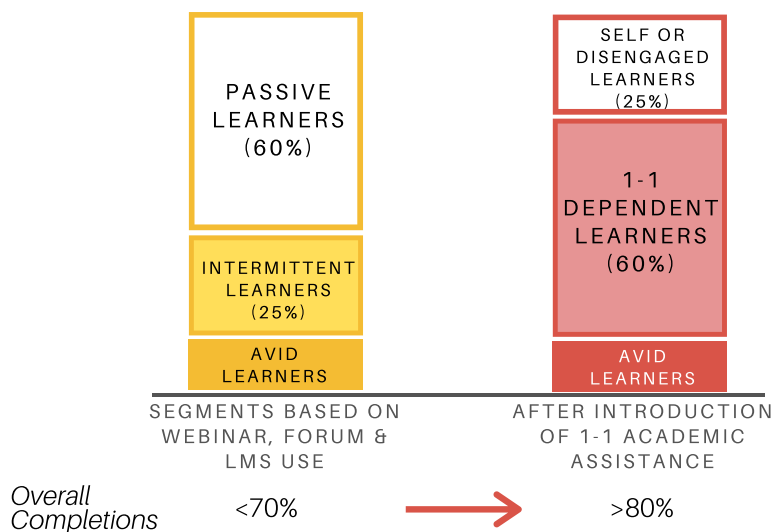 PASSIVE
LEARNERS
(60%)
INTERMITTENT
LEARNERS
(25%)
AVID
LEARNERS
SEGMENTS BASED ON
WEBINAR, FORUM &
LMS USE
SELF OR
DISENGAGED
LEARNERS
(25%)
1-1
DEPENDENT
LEARNERS
(60%)
AVID
LEARNERS
AFTER INTRODUCTION
OF 1-1 ACADEMIC
ASSISTANCE
Overall
Completions
<70%
>80%